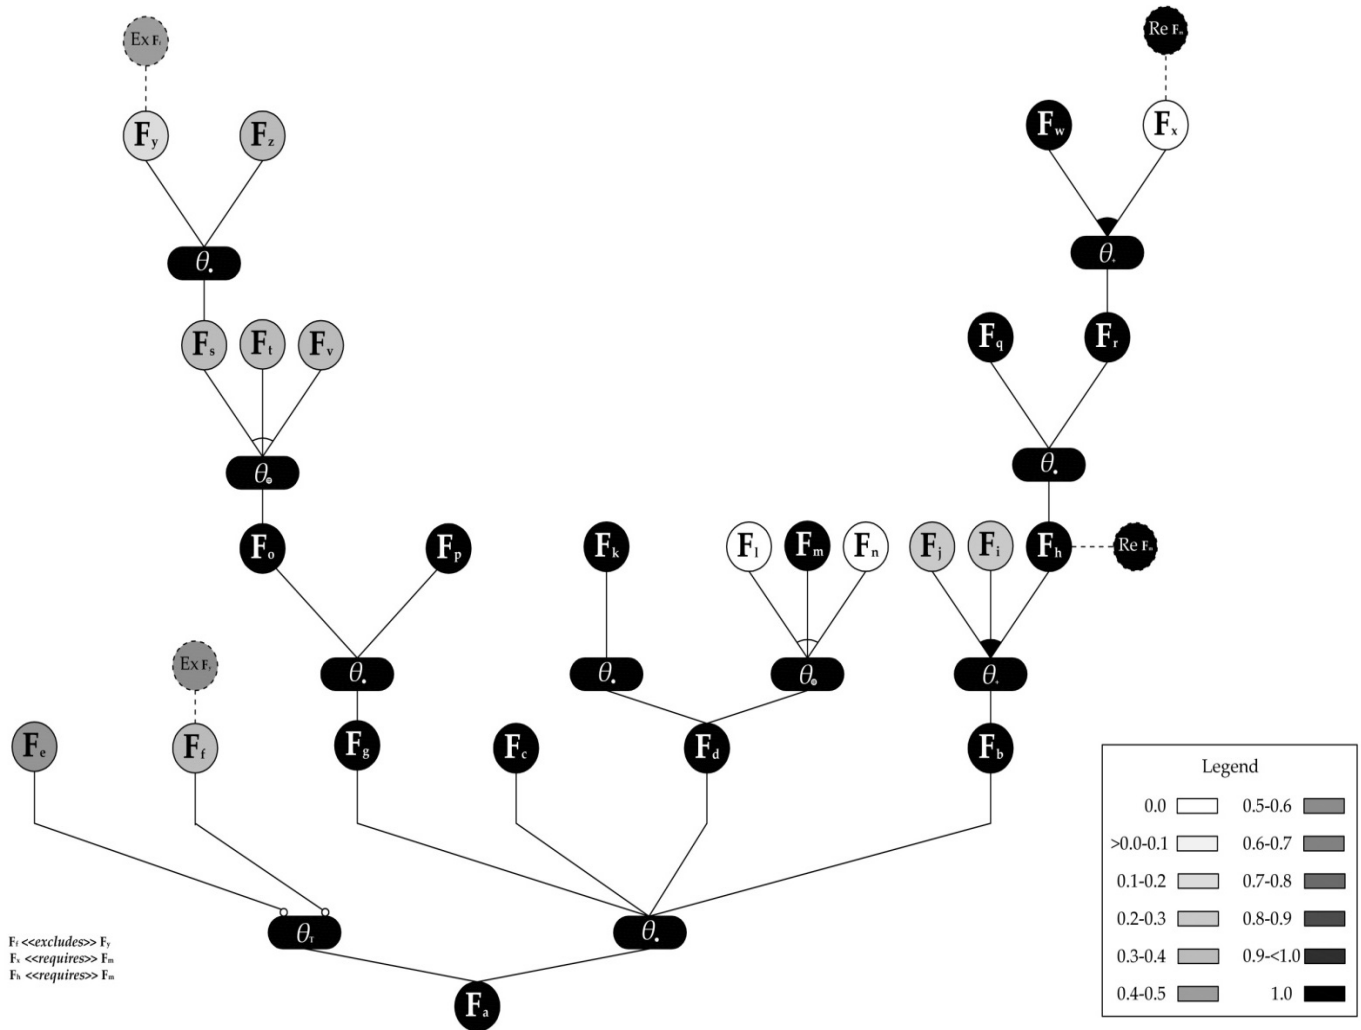 Ex Ff
Re Fm
Fy
Fz
Fw
Fx
θ•
θ+
Fs
Ft
Fv
Fq
Fr
θ⊕
θ•
Fo
Fp
Fk
Fl
Fm
Fn
Fj
Fi
Fh
Re Fm
Ex Fy
θ•
θ•
θ⊕
θ+
Fe
Ff
Fg
Fc
Fd
Fb
θT
θ•
Fa
Ff <<excludes>> Fy
Fx <<requires>> Fm
Fh <<requires>> Fm
Legend
0.0 0.5-0.6
>0.0-0.1 0.6-0.7
0.1-0.2 0.7-0.8
0.2-0.3 0.8-0.9
0.3-0.4 0.9-<1.0
0.4-0.5 1.0